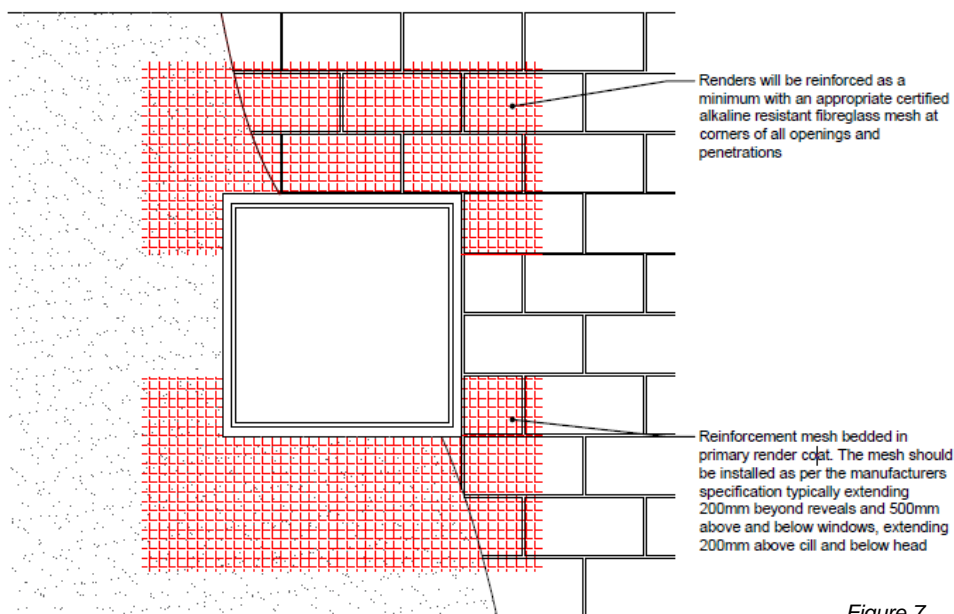 Renders will be reinforced as a
minimum with an appropriate certified
alkaline resistant fibreglass mesh at
corners of all openings and
penetrations
Reinforcement mesh bedded in
primary render coat. The mesh should
be installed as per the manufacturers
specification typically extending
200mm beyond reveals and 500mm
above and below windows, extending
200mm above cill and below head
Figure 7